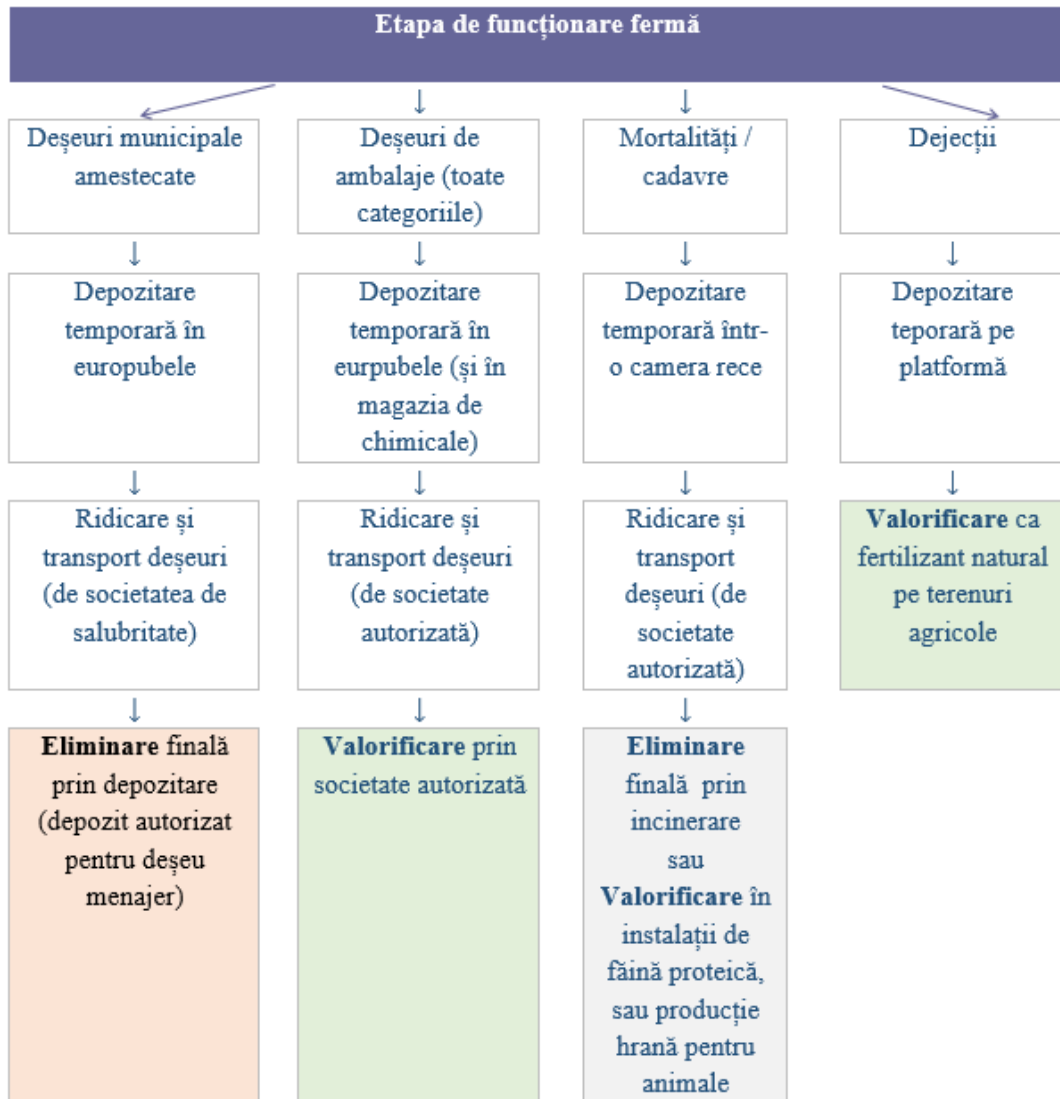 Etapa de funcționare fermă
Deșeuri municipale
amestecate
↓
Depozitare
temporară în
europubele
↓
Ridicare și
transport deșeuri
(de societatea de
salubritate)
↓
Eliminare finală
prin depozitare
(depozit autorizat
pentru deșeu
menajer)
↓
Deșeuri de
ambalaje (toate
categoriile)
↓
Depozitare
temporară în
eurpubele (și în
magazia de
chimicale)
↓
Ridicare și
transport deșeuri
(de societate
autorizată)
↓
Valorificare prin
societate autorizată
↓
Mortalități /
cadavre
↓
Depozitare
temporară într-
o camera rece
↓
Ridicare și
transport
deșeuri (de
societate
autorizată)
↓
Eliminare
finală prin
incinerare
sau
Valorificare în
instalații de
făină proteică,
sau producție
hrană pentru
animale
Dejecții
↓
Depozitare
teporară pe
platformă
↓
Valorificare ca
fertilizant natural
pe terenuri
agricole